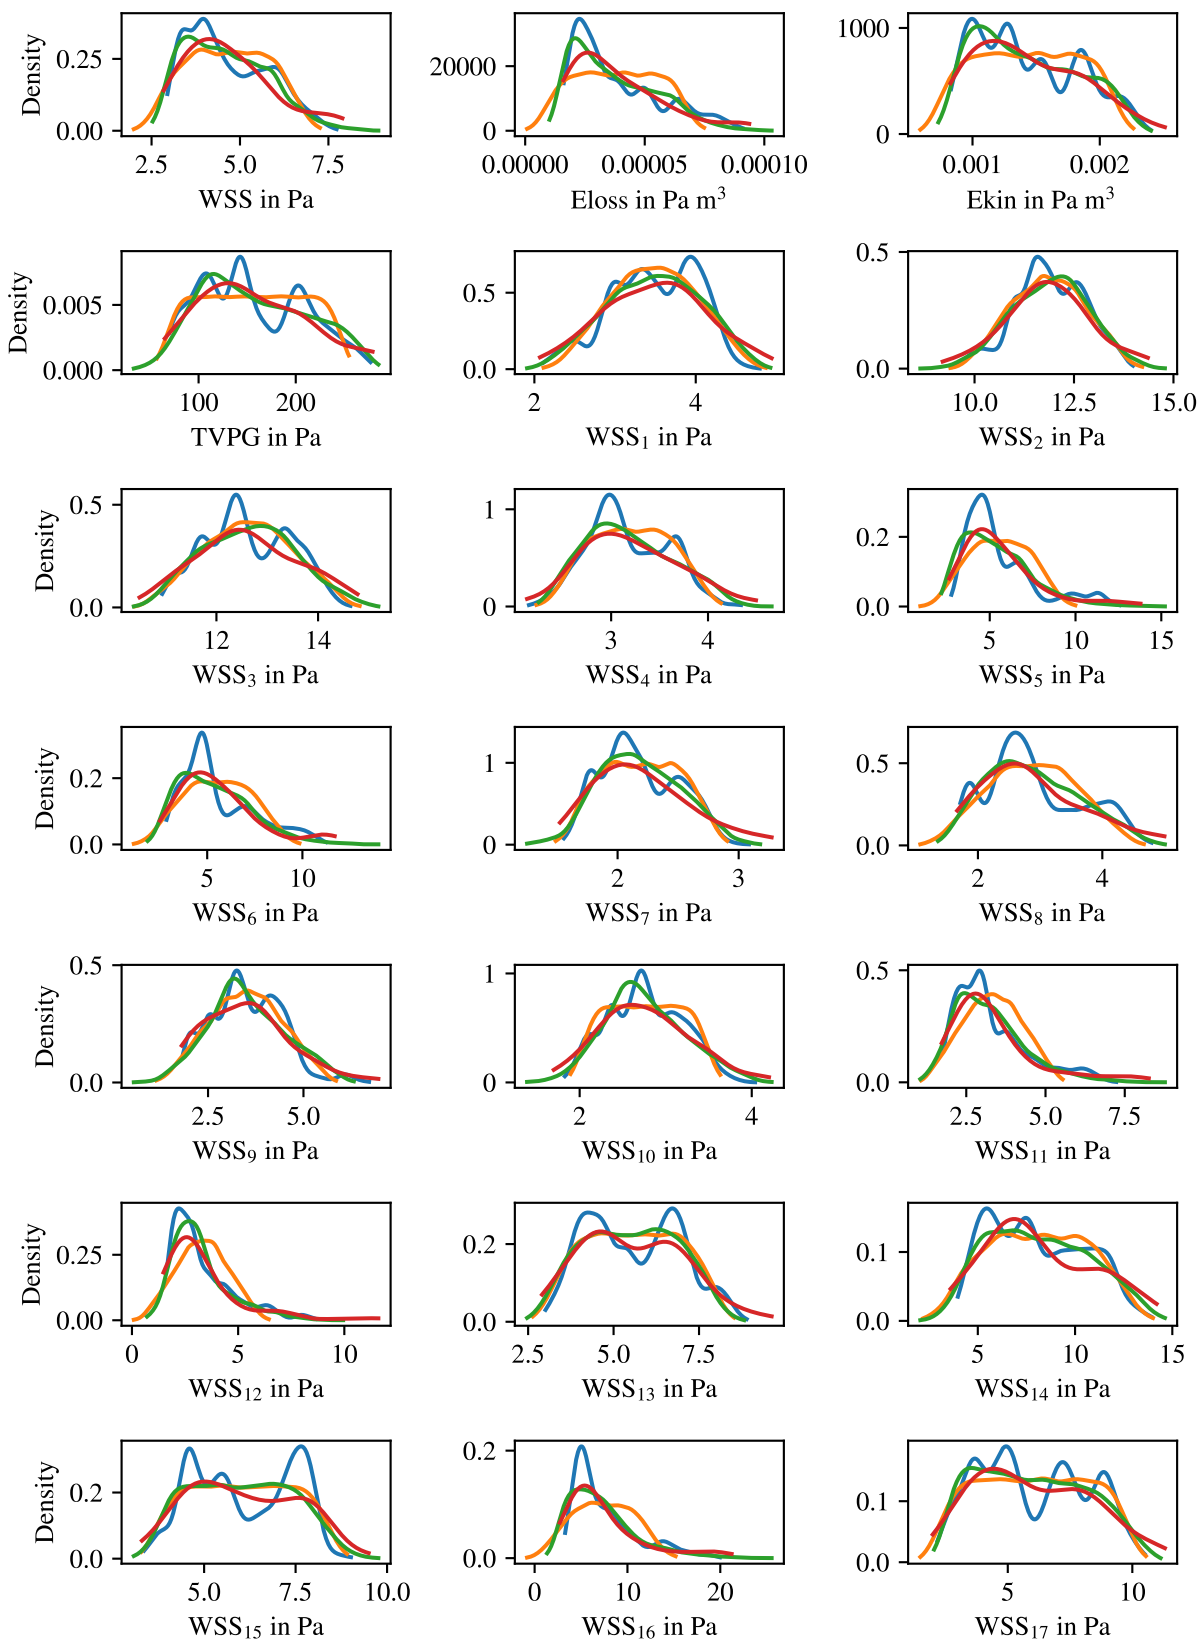 Density
0.25
0.00
2.5 5.0 7.5
WSS in Pa
20000
0
0.00000 0.00005 0.00010
Eloss in Pa m³
1000
0
0.001 0.002
Ekin in Pa m³
Density
0.005
0.000
100 200
TVPG in Pa
0.5
0.0
2 4
WSS₁ in Pa
0.5
0.0
10.0 12.5 15.0
WSS₂ in Pa
Density
0.5
0.0
12 14
WSS₃ in Pa
1
0
3 4
WSS₄ in Pa
0.2
0.0
5 10 15
WSS₅ in Pa
Density
0.2
0.0
5 10
WSS₆ in Pa
1
0
2 3
WSS₇ in Pa
0.5
0.0
2 4
WSS₈ in Pa
Density
0.5
0.0
2.5 5.0
WSS₉ in Pa
1
0
2 4
WSS₁₀ in Pa
0.5
0.0
2.5 5.0 7.5
WSS₁₁ in Pa
Density
0.25
0.00
0 5 10
WSS₁₂ in Pa
0.2
0.0
2.5 5.0 7.5
WSS₁₃ in Pa
0.1
0.0
5 10 15
WSS₁₄ in Pa
Density
0.2
0.0
5.0 7.5 10.0
WSS₁₅ in Pa
0.2
0.0
0 10 20
WSS₁₆ in Pa
0.1
0.0
5 10
WSS₁₇ in Pa